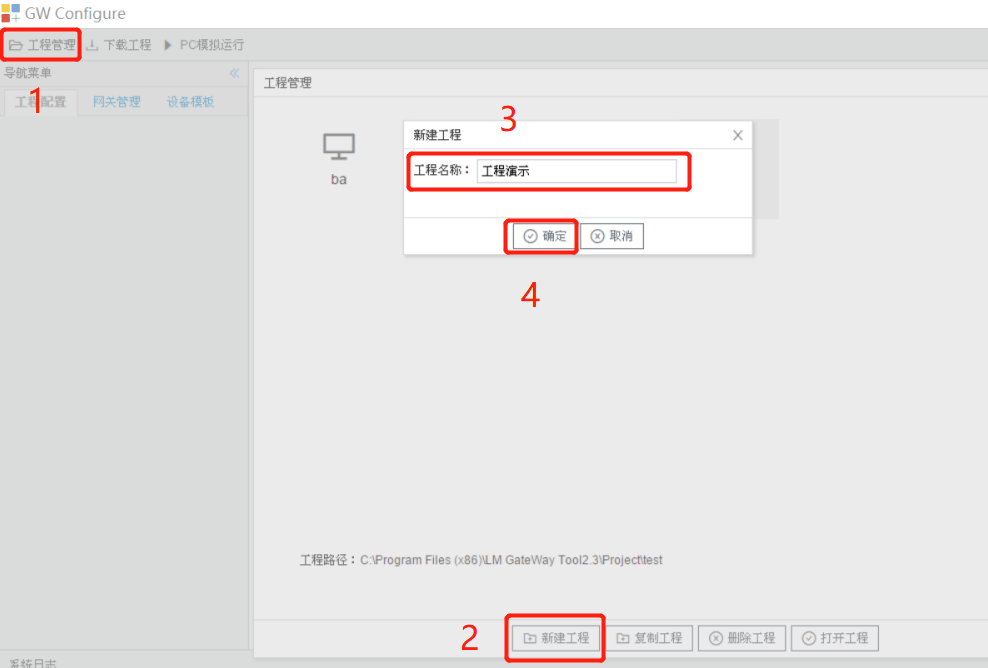 GW Configure
工程管理 下载工程 PC模拟运行
导航菜单
1
工程配置 网关管理 设备模板
工程管理
ba
3
新建工程
工程名称： 工程演示
确定 取消
4
工程路径：C:\Program Files (x86)\LM GateWay Tool2.3\Project\test
2
新建工程 复制工程 删除工程 打开工程
系统日志